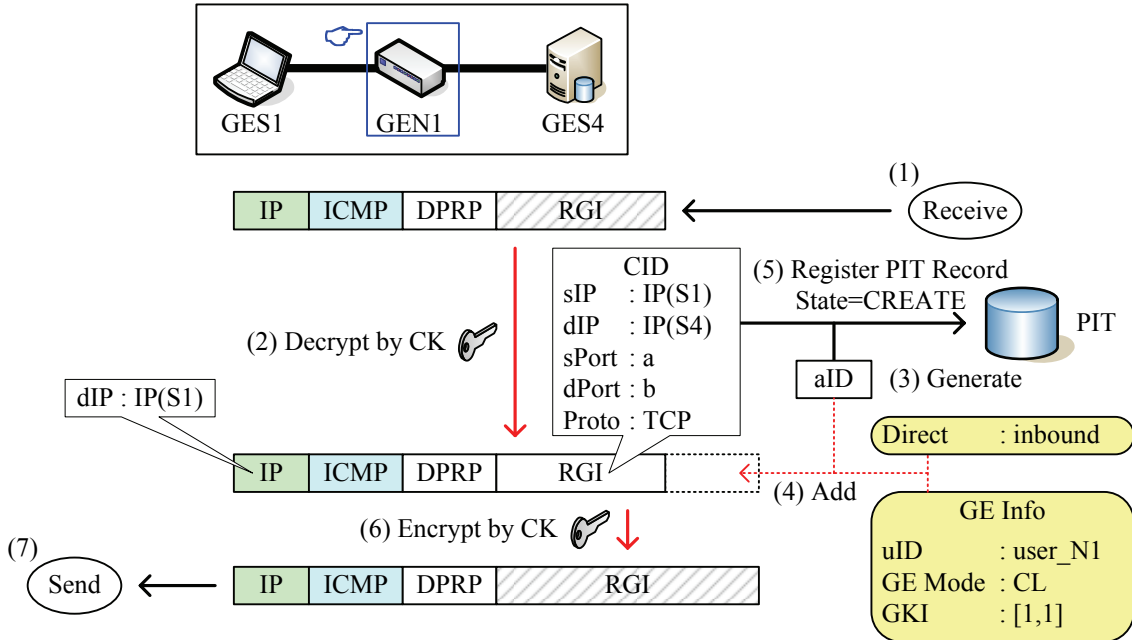 GES1 GEN1 GES4
(1)
Receive
IP ICMP DPRP RGI
CID
sIP : IP(S1)
dIP : IP(S4)
sPort : a
dPort : b
Proto : TCP
(5) Register PIT Record
State=CREATE
PIT
(2) Decrypt by CK
aID
(3) Generate
dIP : IP(S1)
Direct : inbound
IP ICMP DPRP RGI
(4) Add
GE Info
uID : user_N1
GE Mode : CL
GKI : [1,1]
(6) Encrypt by CK
(7)
Send
IP ICMP DPRP RGI